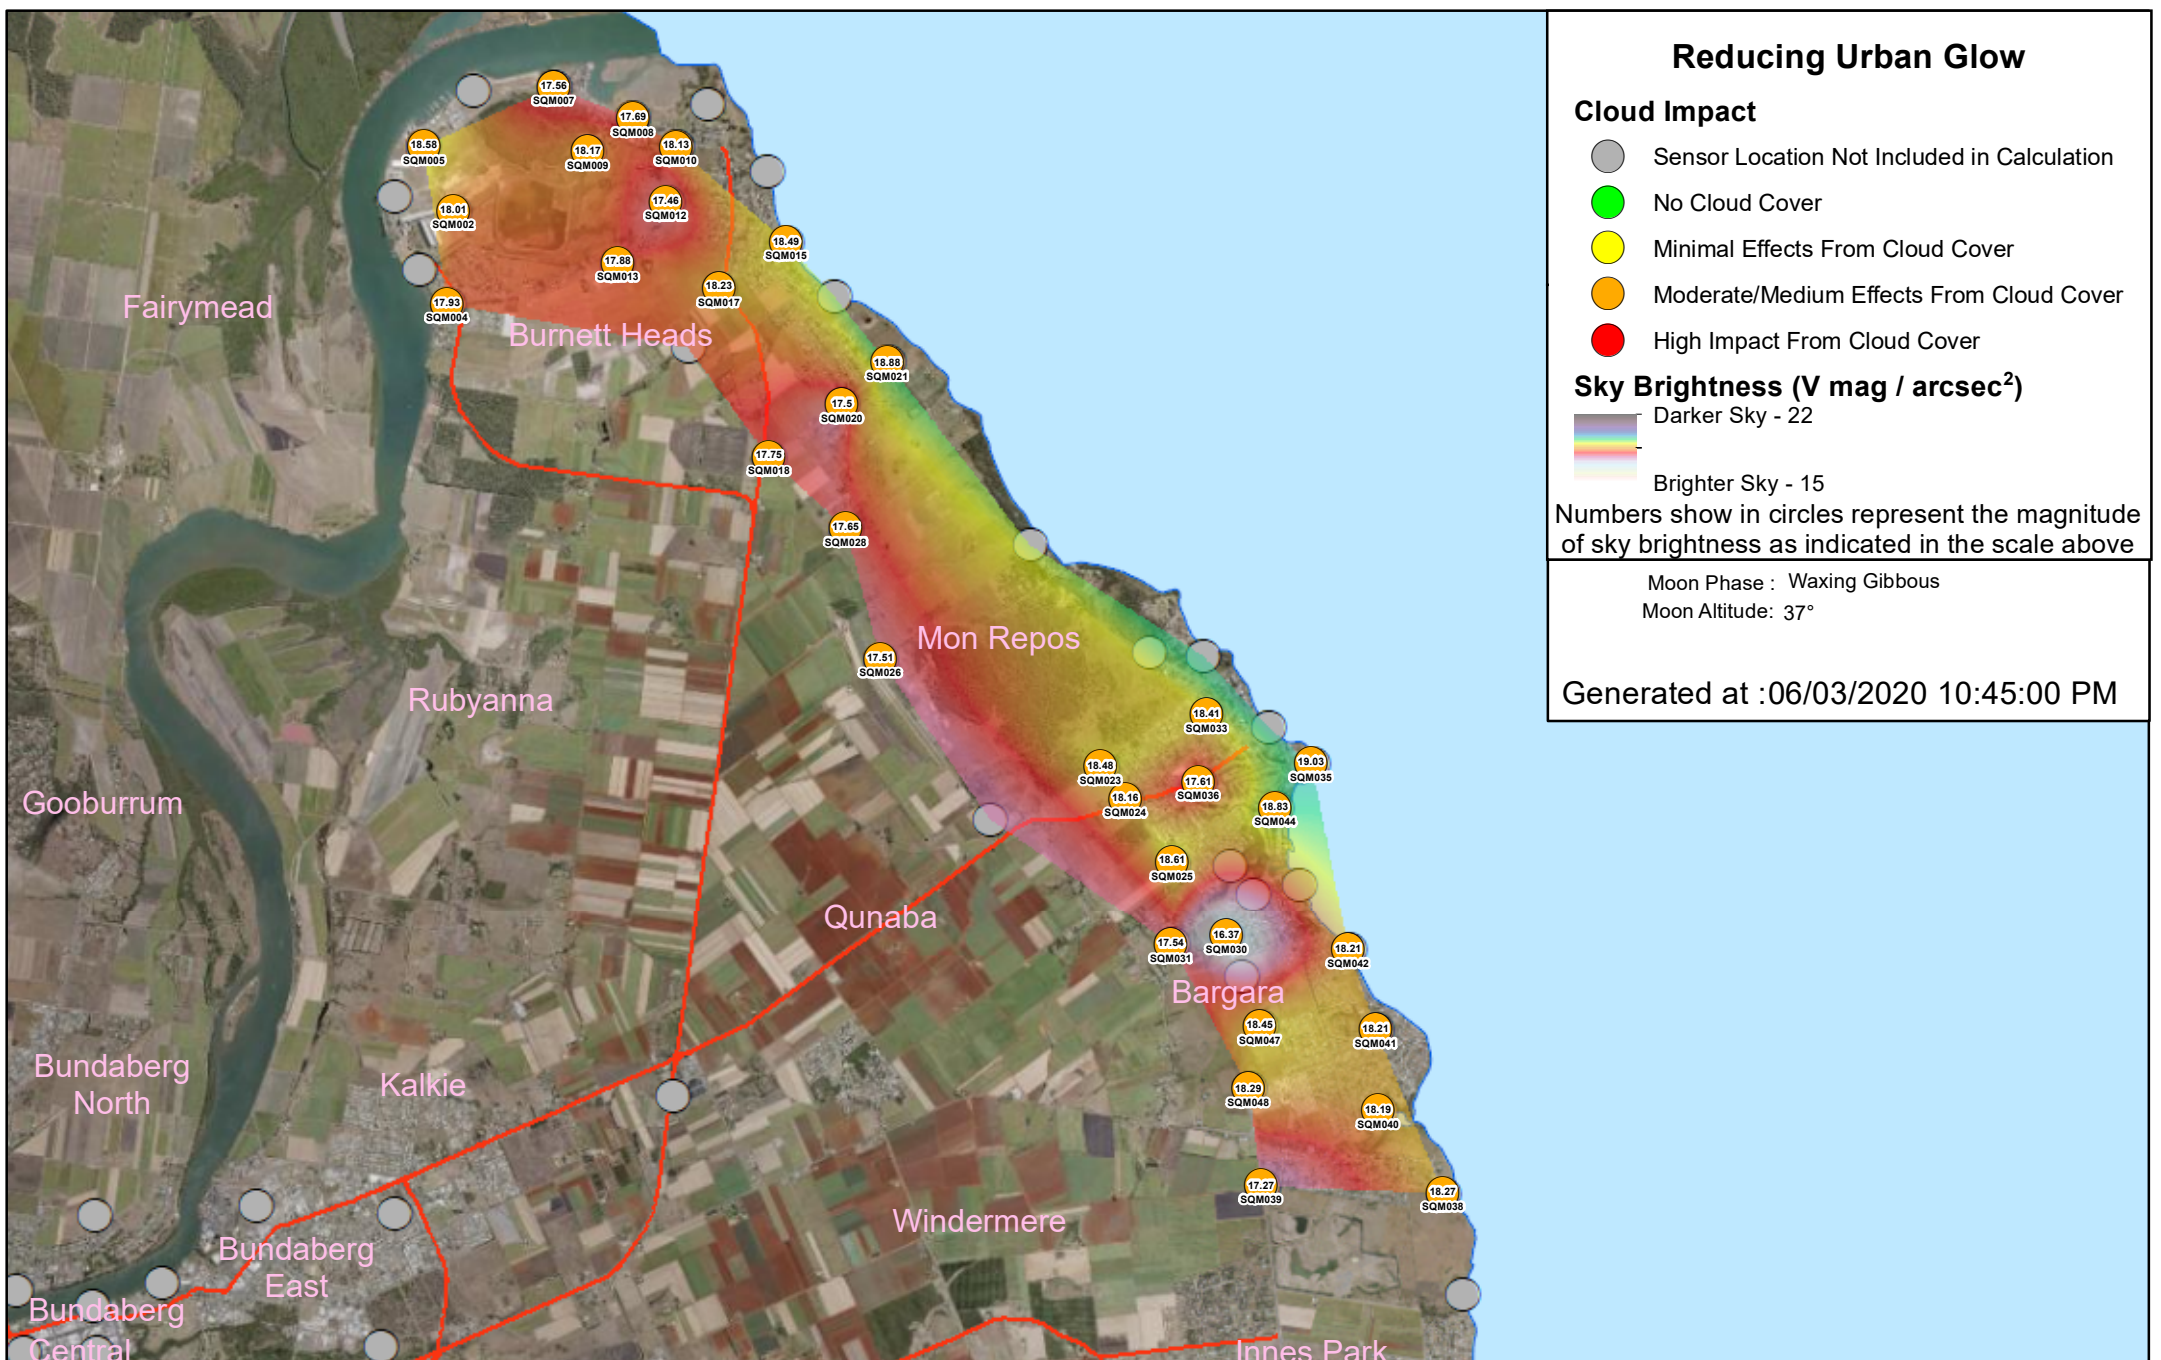 Reducing Urban Glow
Cloud Impact
Sensor Location Not Included in Calculation
No Cloud Cover
Minimal Effects From Cloud Cover
Moderate/Medium Effects From Cloud Cover
High Impact From Cloud Cover
Sky Brightness (V mag / arcsec²)
Darker Sky - 22
Brighter Sky - 15
Numbers show in circles represent the magnitude
of sky brightness as indicated in the scale above
Moon Phase : Waxing Gibbous
Moon Altitude: 37°
Generated at :06/03/2020 10:45:00 PM
17.56
SQM007
17.69
SQM008
18.58
SQM005
18.17
SQM009
18.13
SQM010
18.01
SQM002
17.46
SQM012
18.49
SQM015
17.88
SQM013
18.23
SQM017
17.93
SQM004
Fairymead
Burnett Heads
18.88
SQM021
17.5
SQM020
17.75
SQM018
17.65
SQM028
Mon Repos
17.51
SQM026
Rubyanna
18.41
SQM033
18.48
SQM023
18.16
SQM024
17.61
SQM036
19.03
SQM035
18.83
SQM044
Gooburrum
18.61
SQM025
Qunaba
17.54
SQM031
16.37
SQM030
18.21
SQM042
Bargara
18.45
SQM047
18.21
SQM041
Bundaberg
North
Kalkie
18.29
SQM048
18.19
SQM040
17.27
SQM039
18.27
SQM038
Windermere
Bundaberg
East
Bundaberg
Central
Innes Park